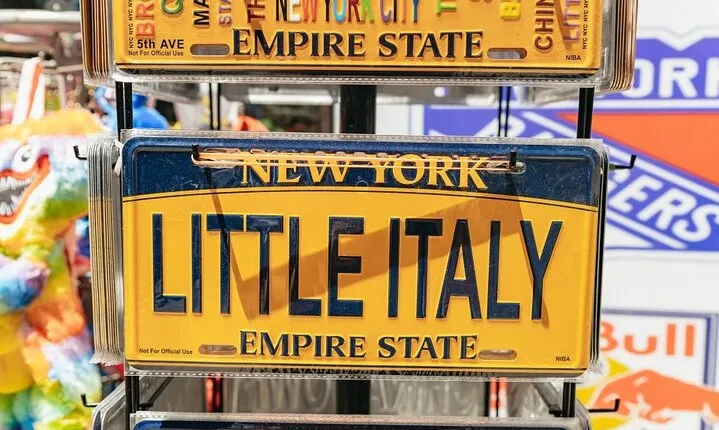 NEW YORK CITY
5th AVE
Not For Official Use
EMPIRE STATE
NIBA
NEW YORK
LITTLE ITALY
Not For Official Use
EMPIRE STATE
NIBA
ERS
Bull